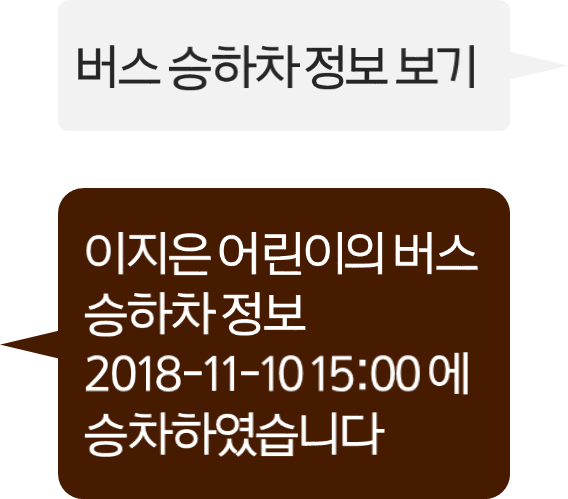 버스 승하차 정보 보기
이지은 어린이의 버스
승하차 정보
2018-11-10 15:00 에
승차하였습니다